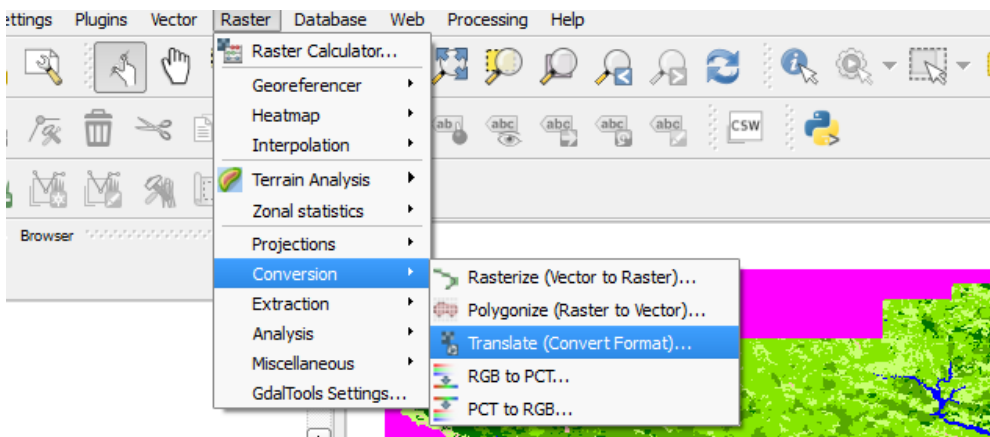 ettings Plugins Vector Raster Database Web Processing Help
Raster Calculator...
Georeferencer
Heatmap
Interpolation
Terrain Analysis
Zonal statistics
Projections
Conversion
Extraction
Analysis
Miscellaneous
GdalTools Settings...
abc abc abc abc CSW
Browser
Rasterize (Vector to Raster)...
Polygonize (Raster to Vector)...
Translate (Convert Format)...
RGB to PCT...
PCT to RGB...